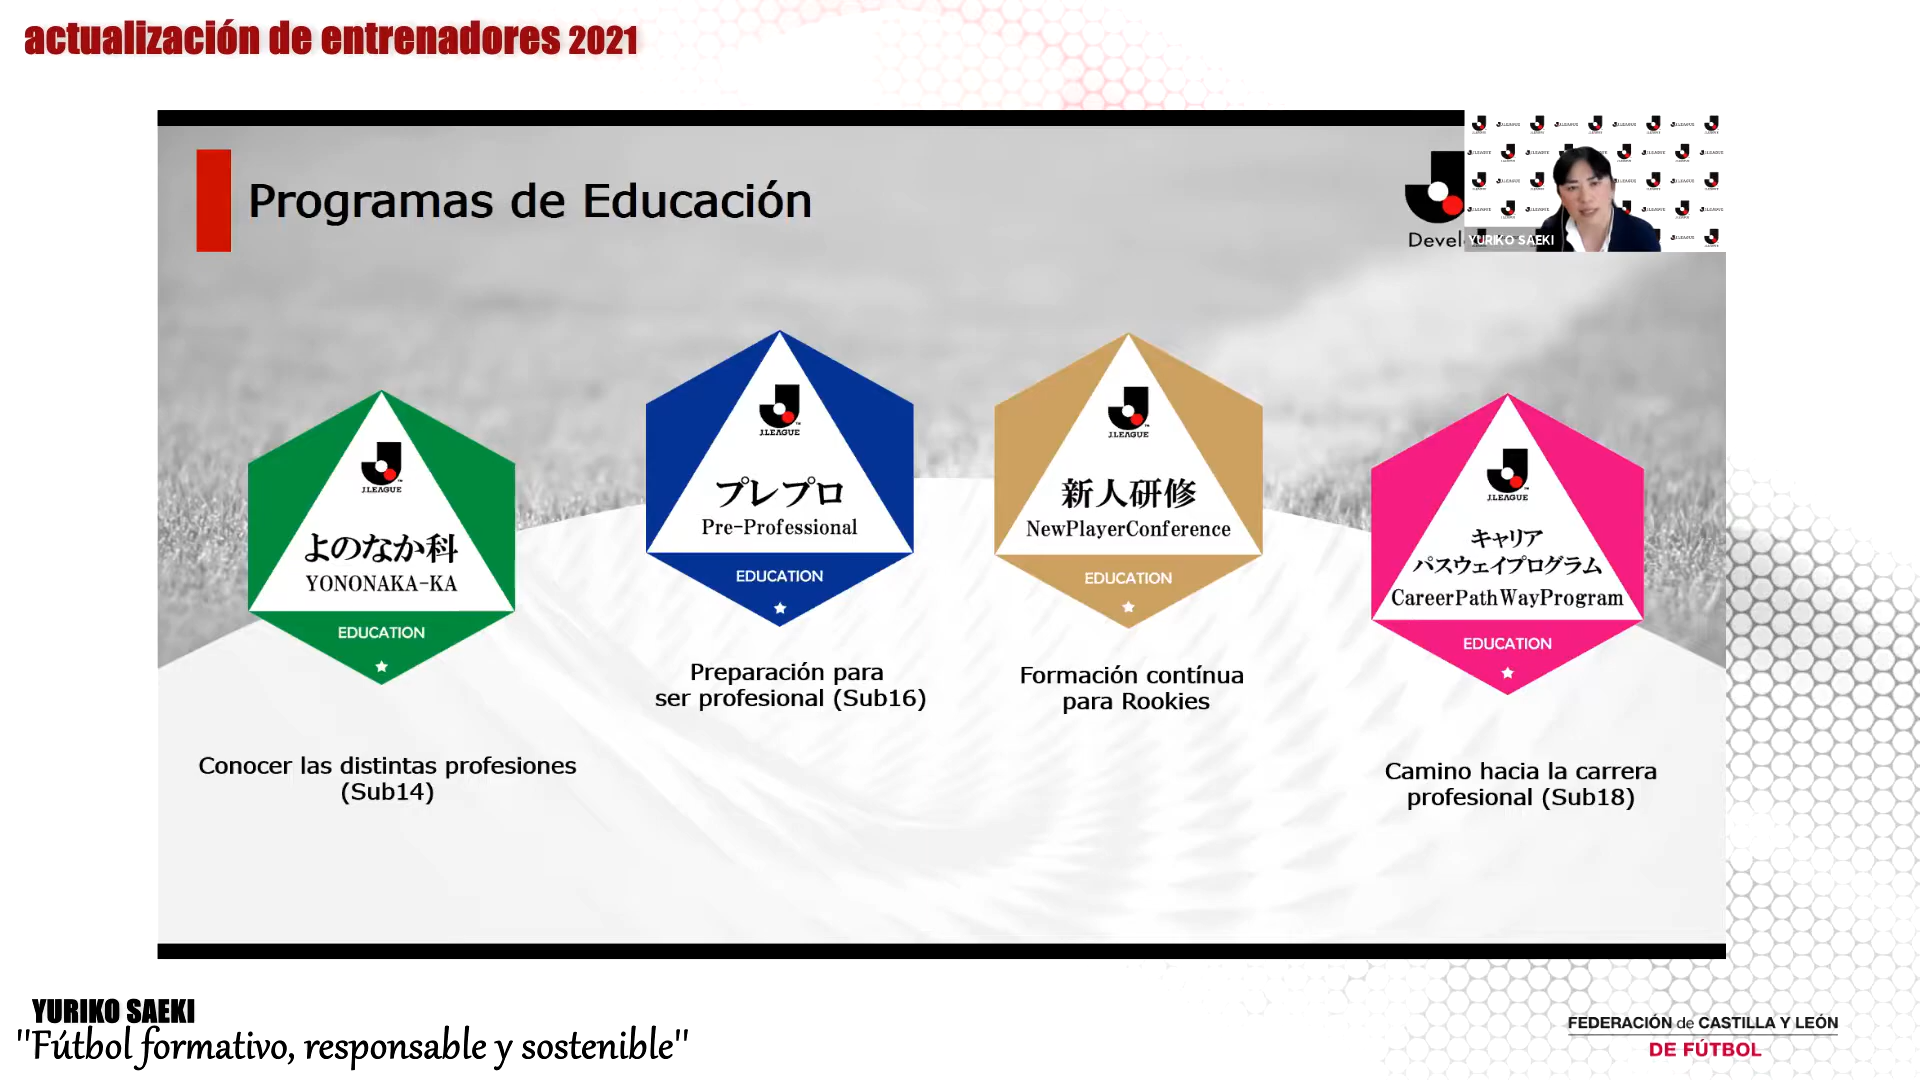 actualización de entrenadores 2021
Programas de Educación
Devel
YURIKO SAEKI
J.LEAGUE
よのなか科
YONONAKA-KA
EDUCATION
Conocer las distintas profesiones
(Sub14)
J.LEAGUE
プレプロ
Pre-Professional
EDUCATION
Preparación para
ser profesional (Sub16)
J.LEAGUE
新人研修
NewPlayerConference
EDUCATION
Formación contínua
para Rookies
J.LEAGUE
キャリア
パスウェイプログラム
CareerPathWayProgram
EDUCATION
Camino hacia la carrera
profesional (Sub18)
YURIKO SAEKI
"Fútbol formativo, responsable y sostenible"
FEDERACIÓN de CASTILLA Y LEÓN
DE FÚTBOL